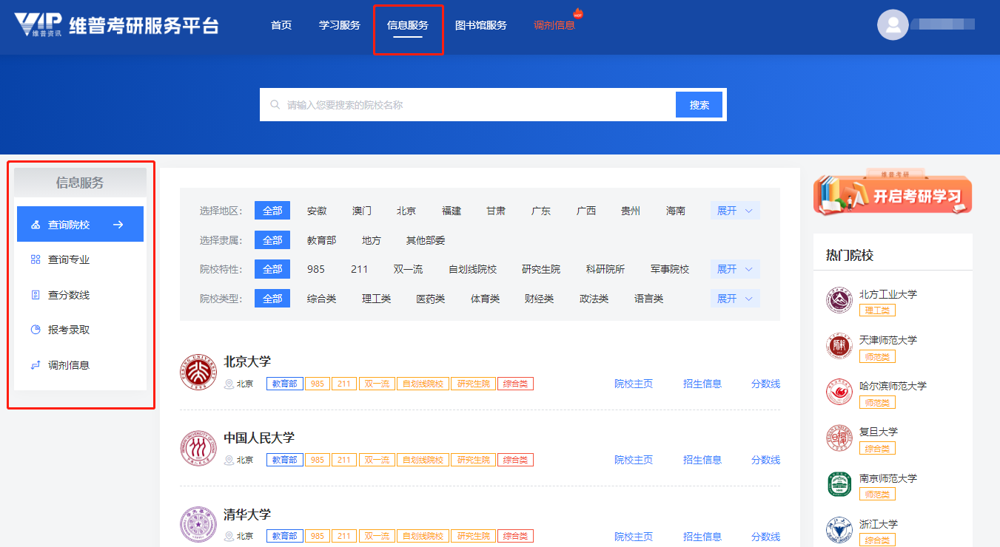 VIP 维普资讯 维普考研服务平台 首页 学习服务 信息服务 图书馆服务 调剂信息 HOT
请输入您要搜索的院校名称 搜索
信息服务
查询院校
查询专业
查分数线
报考录取
调剂信息
选择地区: 全部 安徽 澳门 北京 福建 甘肃 广东 广西 贵州 海南 展开
选择隶属: 全部 教育部 地方 其他部委
院校特性: 全部 985 211 双一流 自划线院校 研究生院 科研院所 军事院校 展开
院校类型: 全部 综合类 理工类 医药类 体育类 财经类 政法类 语言类 展开
北京大学
北京 教育部 985 211 双一流 自划线院校 研究生院 综合类 院校主页 招生信息 分数线
中国人民大学
北京 教育部 985 211 双一流 自划线院校 研究生院 综合类 院校主页 招生信息 分数线
清华大学
北京 教育部 985 211 双一流 自划线院校 研究生院 综合类 院校主页 招生信息 分数线
维普考研
开启考研学习
热门院校
北方工业大学
理工类
天津师范大学
师范类
哈尔滨师范大学
师范类
复旦大学
综合类
南京师范大学
师范类
浙江大学
综合类